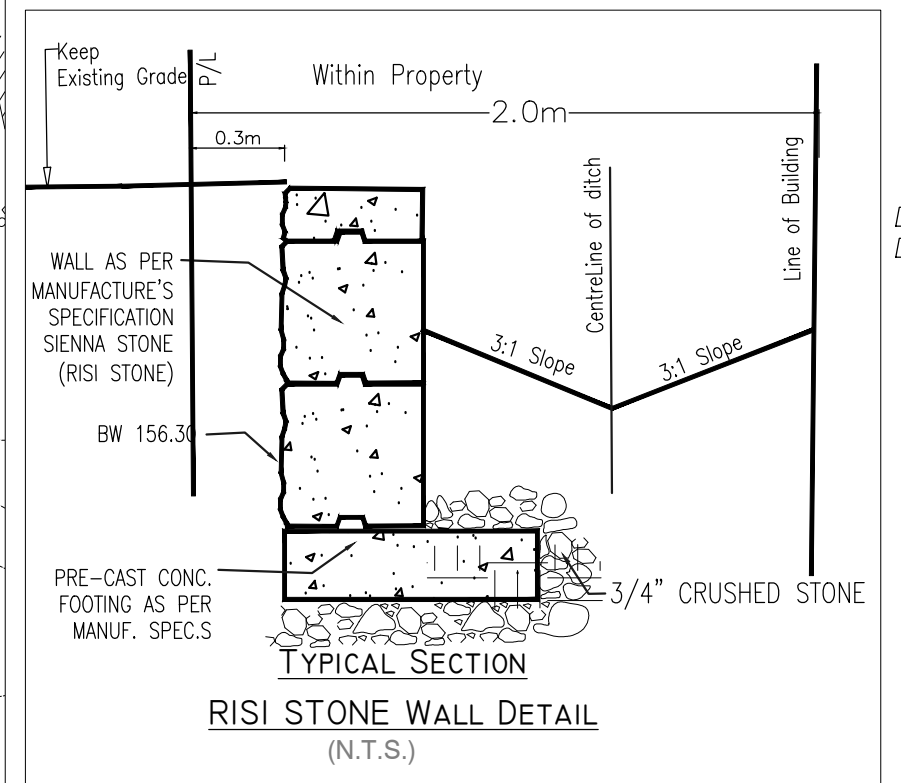 Keep
Existing Grade
P/L
Within Property
2.0m
0.3m
CentreLine of ditch
Line of Building
WALL AS PER
MANUFACTURE'S
SPECIFICATION
SIENNA STONE
(RISI STONE)
3:1 Slope
3:1 Slope
BW 156.30
PRE-CAST CONC.
FOOTING AS PER
MANUF. SPEC.S
3/4" CRUSHED STONE
TYPICAL SECTION
RISI STONE WALL DETAIL
(N.T.S.)